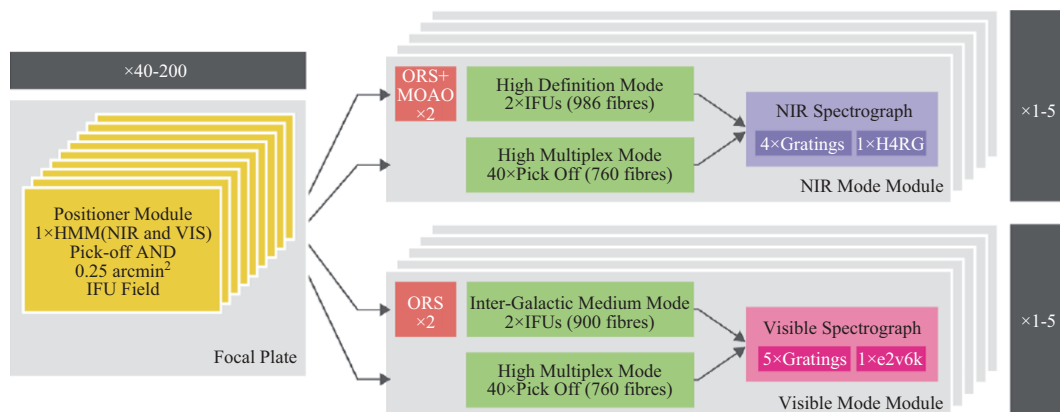 ×40-200
Positioner Module
1×HMM(NIR and VIS)
Pick-off AND
0.25 arcmin²
IFU Field
Focal Plate
ORS+
MOAO
×2
High Definition Mode
2×IFUs (986 fibres)
High Multiplex Mode
40×Pick Off (760 fibres)
NIR Spectrograph
4×Gratings
1×H4RG
NIR Mode Module
×1-5
ORS
×2
Inter-Galactic Medium Mode
2×IFUs (900 fibres)
High Multiplex Mode
40×Pick Off (760 fibres)
Visible Spectrograph
5×Gratings
1×e2v6k
Visible Mode Module
×1-5